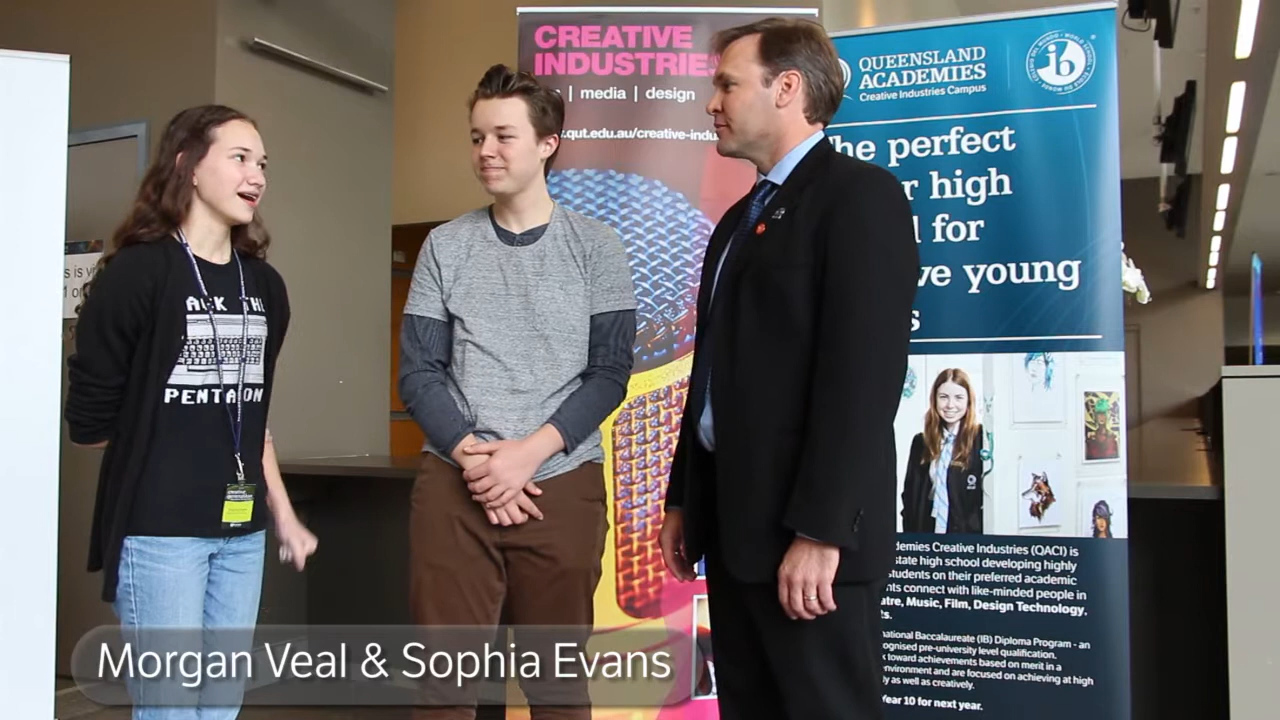 CREATIVE
INDUSTRIES
| media | design
.qut.edu.au/creative-indu
QUEENSLAND
ACADEMIES
Creative Industries Campus
ib
The perfect
high
for
young
s is
PENTAGON
Morgan Veal & Sophia Evans
demies Creative Industries (QACI) is
state high school developing highly
students on their preferred academic
nts connect with like-minded people in
atre, Music, Film, Design Technology,
national Baccalaureate (IB) Diploma Program - an
ognised pre-university level qualification.
toward achievements based on merit in a
nvironment and are focused on achieving at high
ly as well as creatively.
Year 10 for next year.